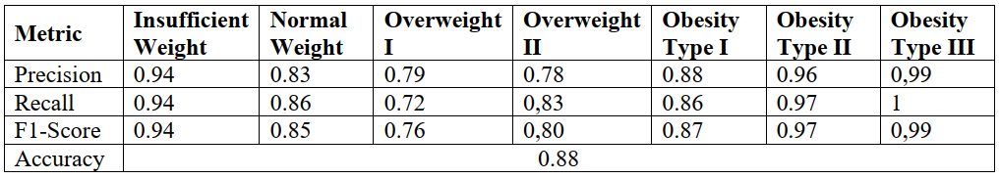 Metric Insufficient Weight Normal Weight Overweight I Overweight II Obesity Type I Obesity Type II Obesity Type III
Precision 0.94 0.83 0.79 0.78 0.88 0.96 0,99
Recall 0.94 0.86 0.72 0,83 0.86 0.97 1
F1-Score 0.94 0.85 0.76 0,80 0.87 0.97 0,99
Accuracy 0.88